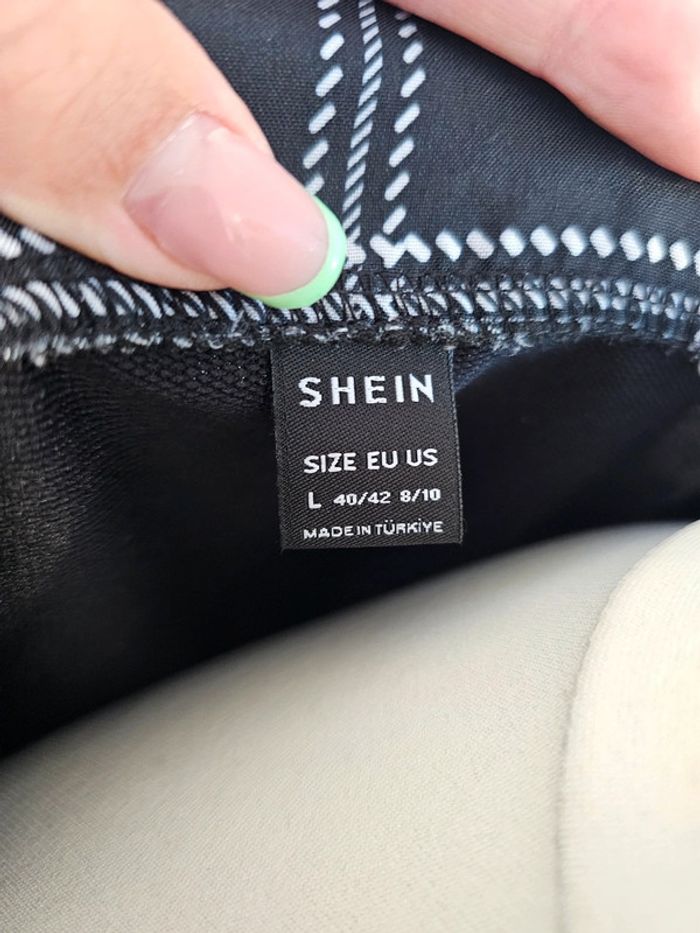 SHEIN
SIZE EU US
L 40/42 8/10
MADE IN TÜRKİYE